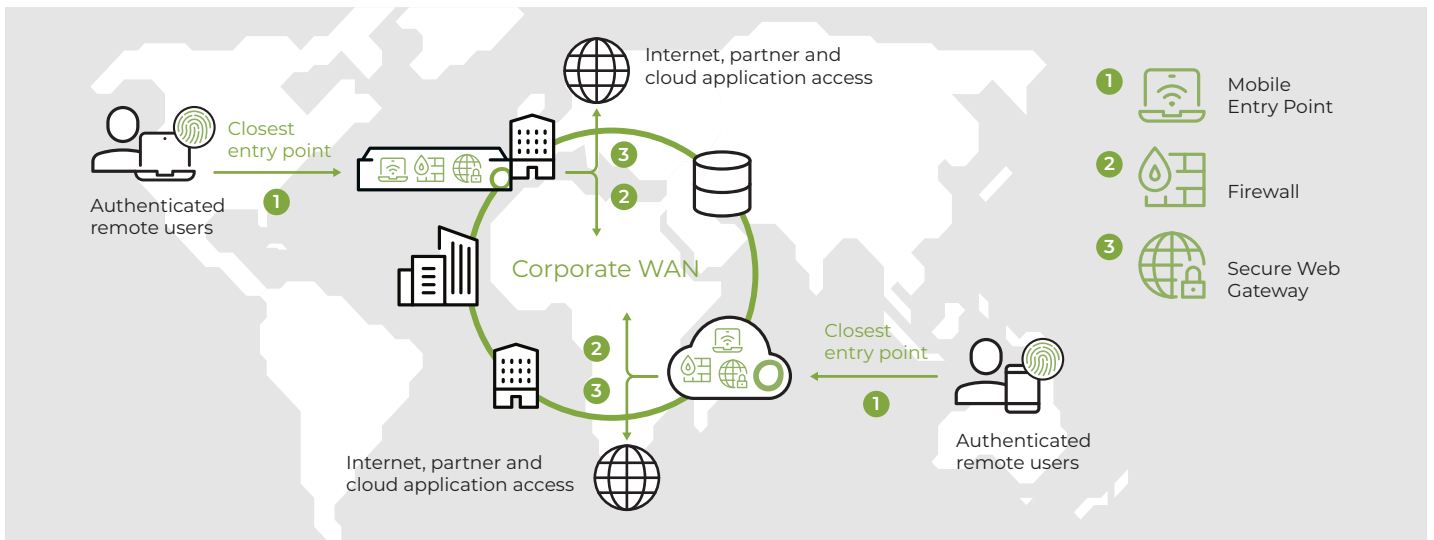 Internet, partner and
cloud application access
Closest
entry point
1
Authenticated
remote users
3
2
Corporate WAN
2
3
Closest
entry point
1
Authenticated
remote users
Internet, partner and
cloud application access
1
Mobile
Entry Point
2
Firewall
3
Secure Web
Gateway